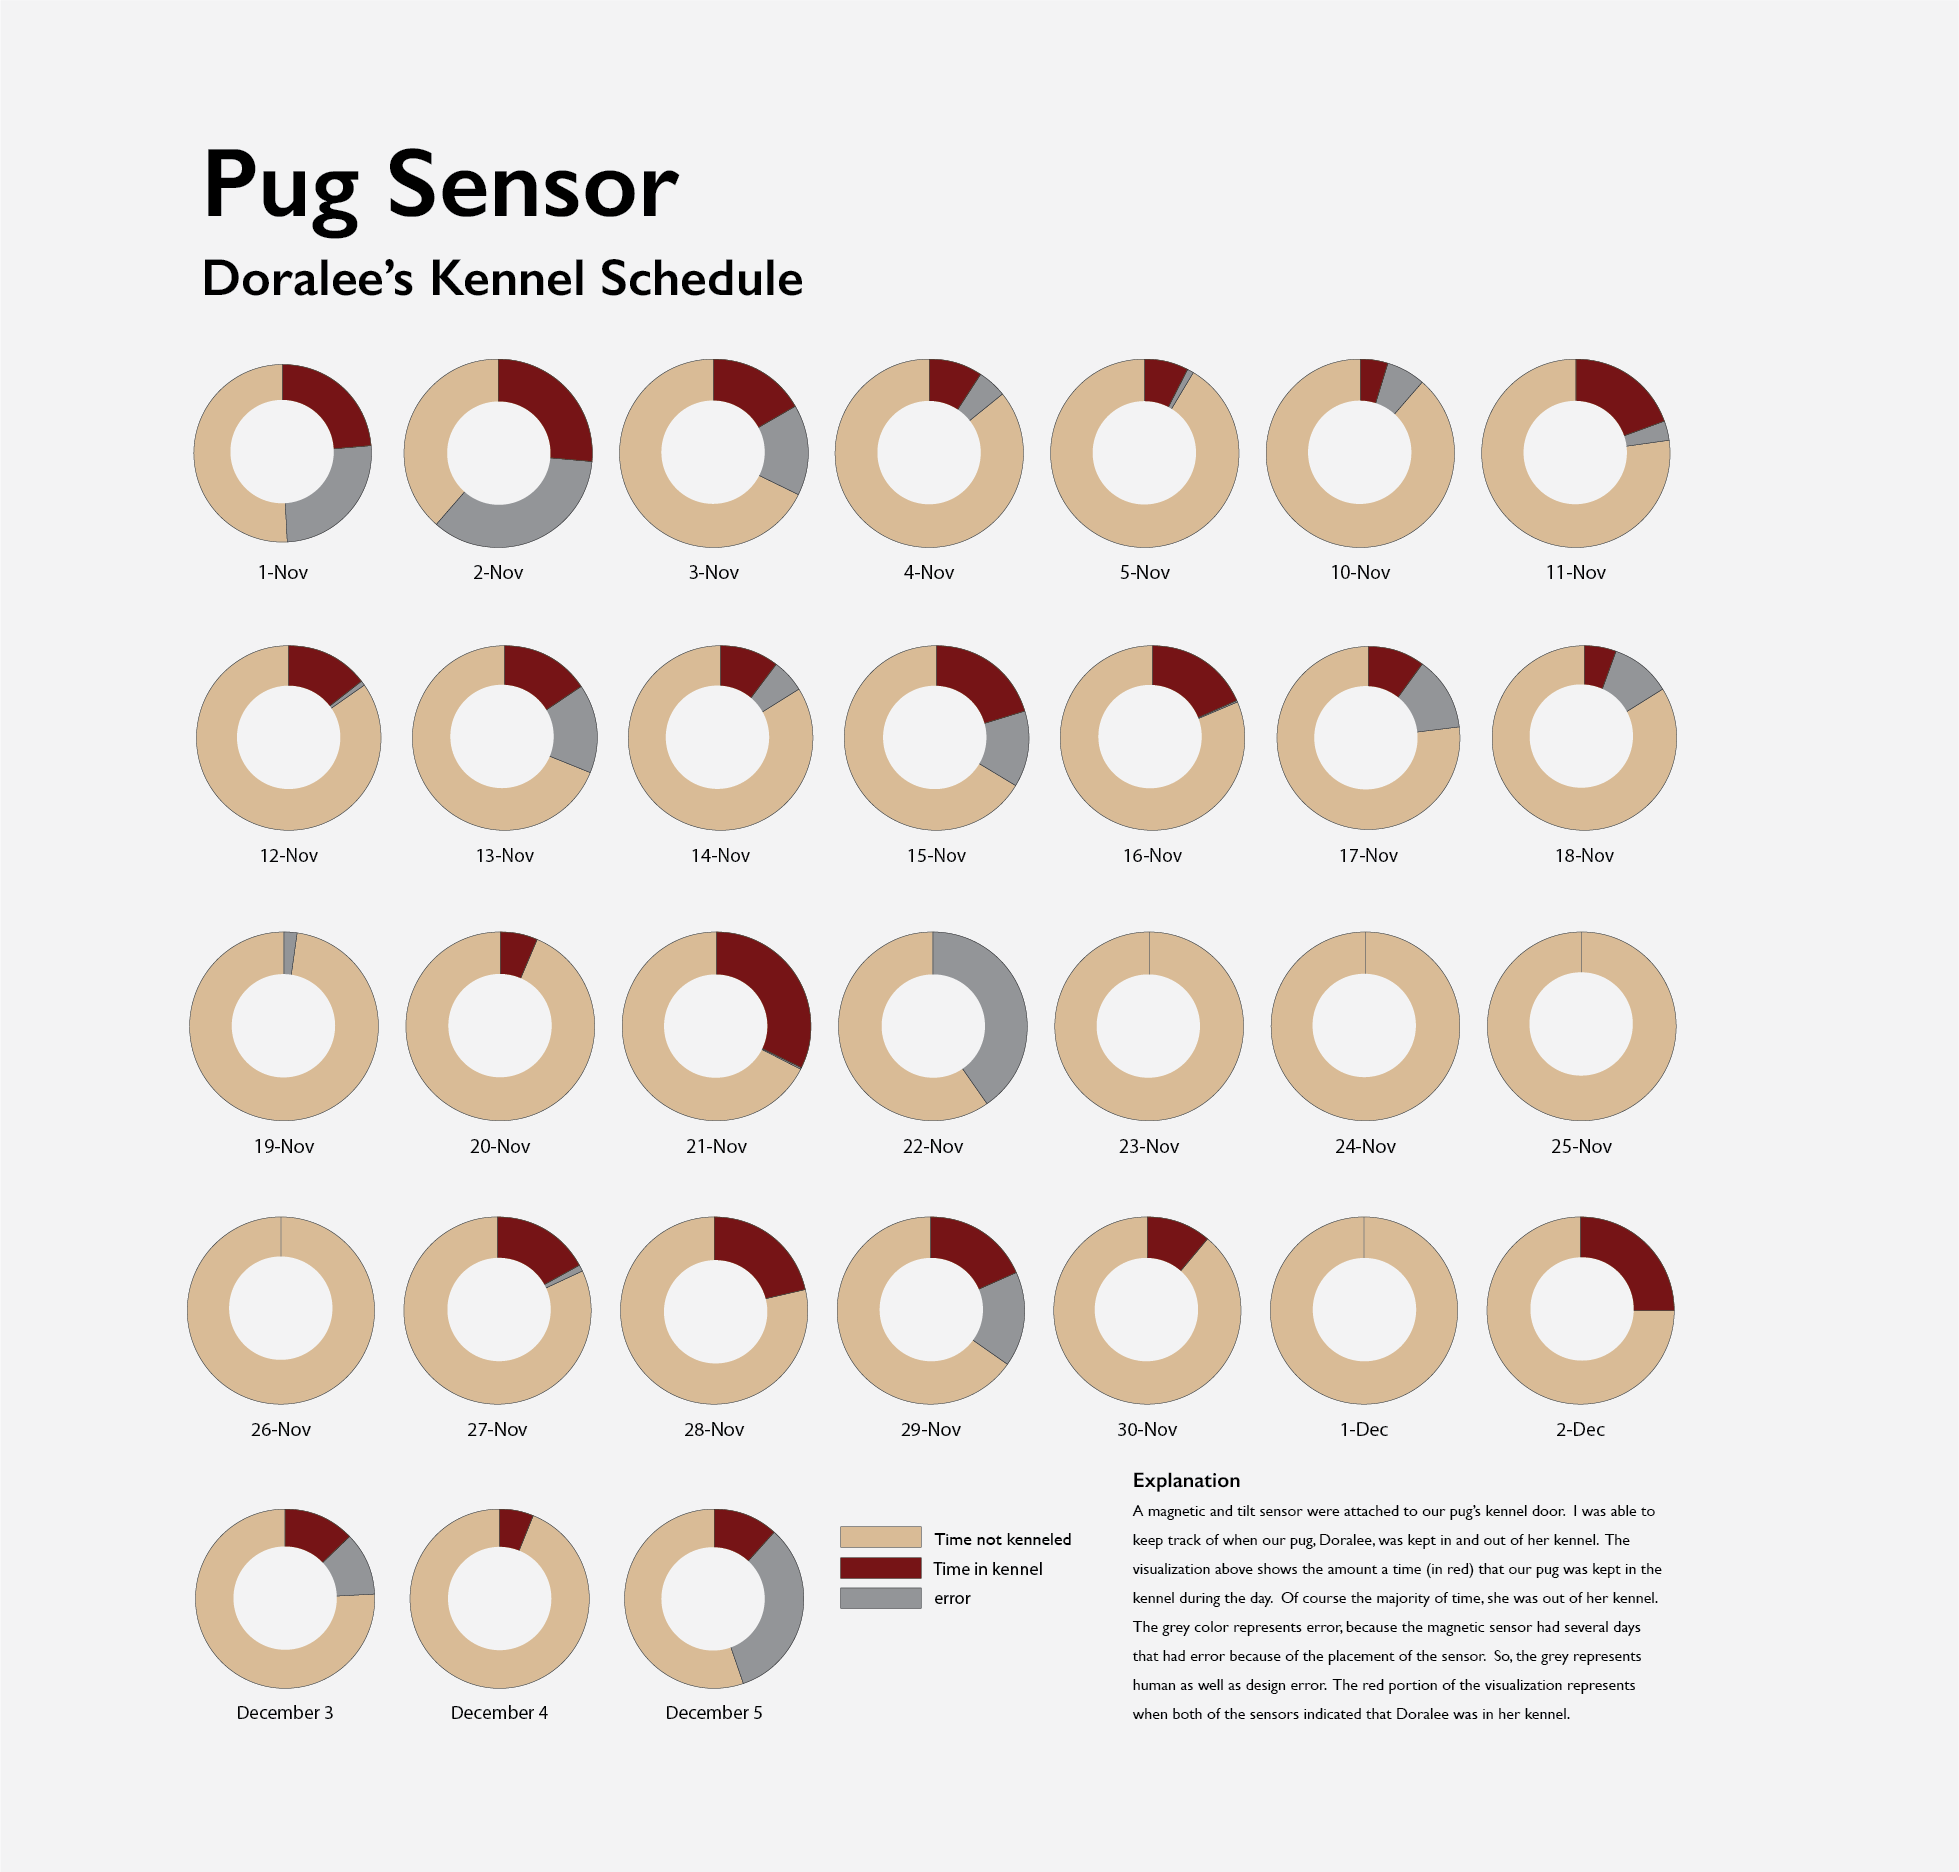 Pug Sensor
Doralee’s Kennel Schedule
1-Nov
2-Nov
3-Nov
4-Nov
5-Nov
10-Nov
11-Nov
12-Nov
13-Nov
14-Nov
15-Nov
16-Nov
17-Nov
18-Nov
19-Nov
20-Nov
21-Nov
22-Nov
23-Nov
24-Nov
25-Nov
26-Nov
27-Nov
28-Nov
29-Nov
30-Nov
1-Dec
2-Dec
December 3
December 4
December 5
Time not kenneled
Time in kennel
error
Explanation
A magnetic and tilt sensor were attached to our pug’s kennel door.  I was able to
keep track of when our pug, Doralee, was kept in and out of her kennel. The
visualization above shows the amount a time (in red) that our pug was kept in the
kennel during the day.  Of course the majority of time, she was out of her kennel.
The grey color represents error, because the magnetic sensor had several days
that had error because of the placement of the sensor.  So, the grey represents
human as well as design error. The red portion of the visualization represents
when both of the sensors indicated that Doralee was in her kennel.